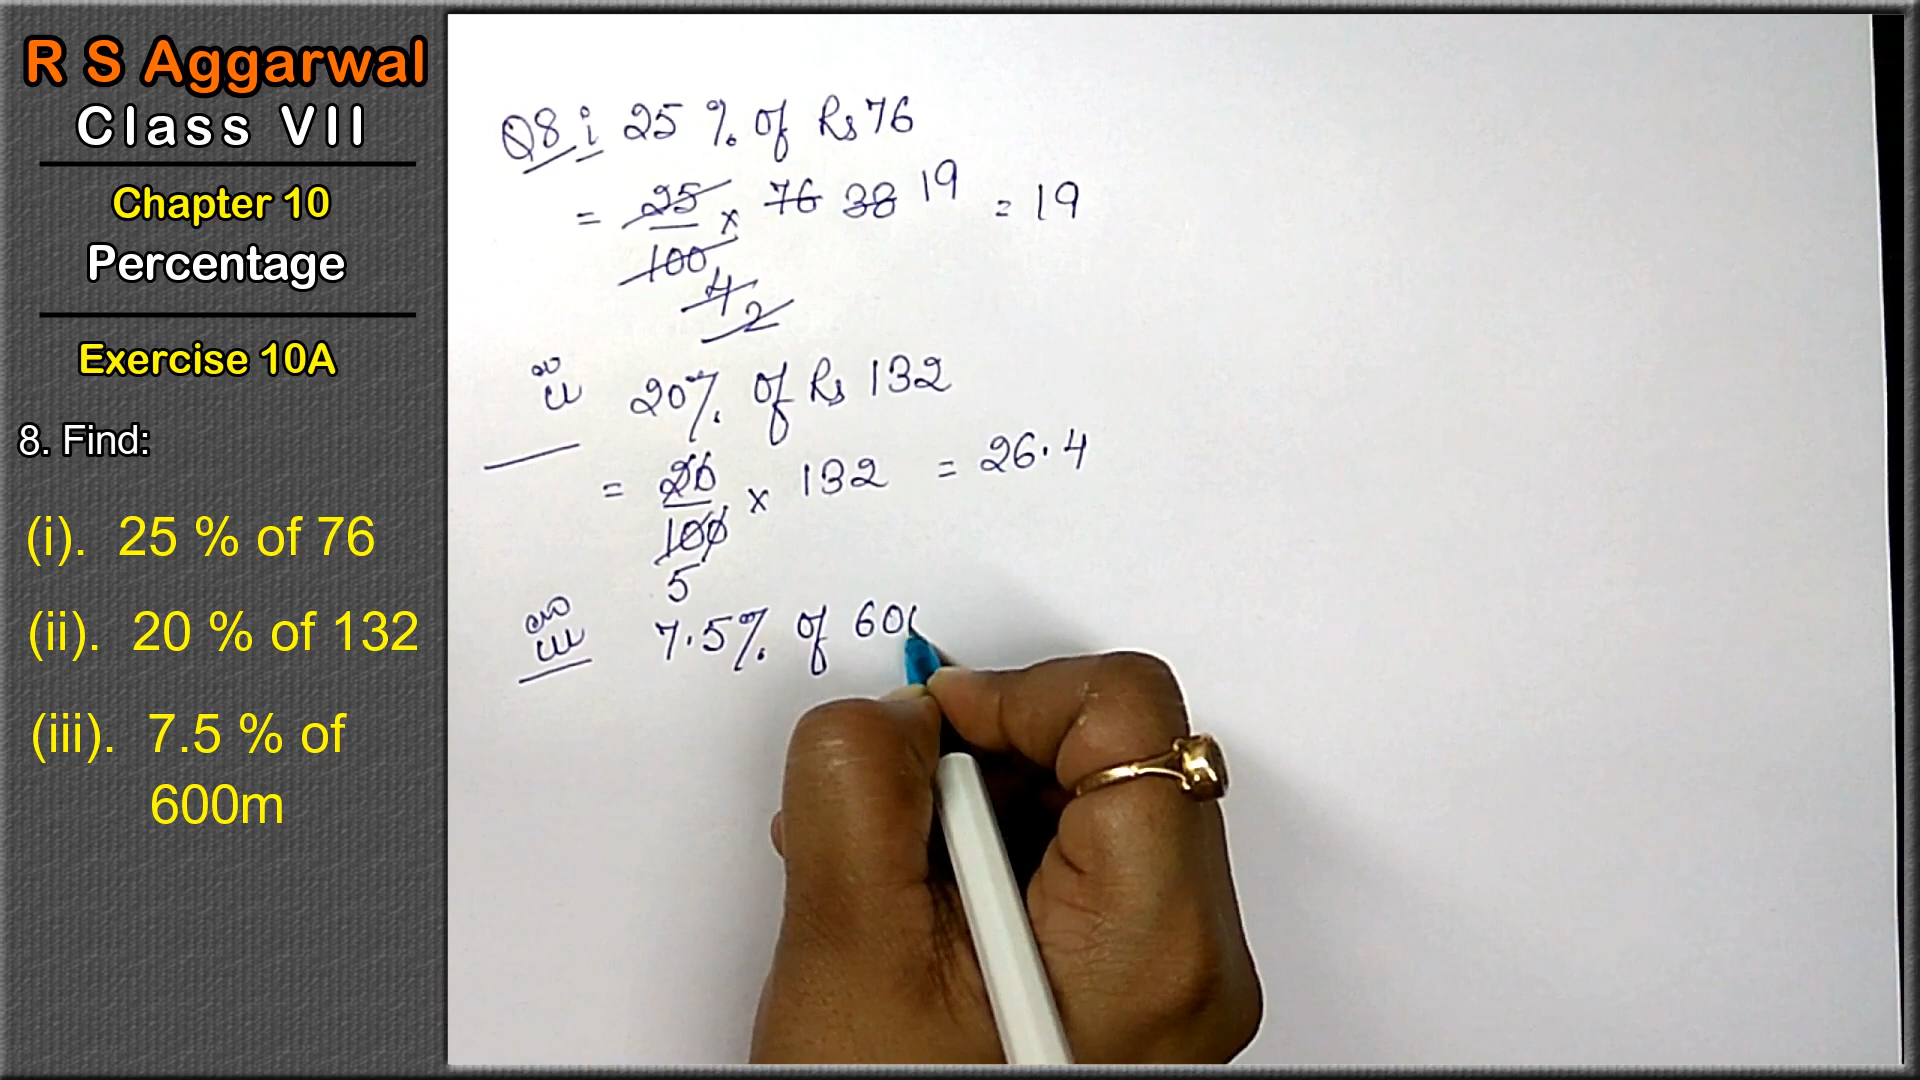 R S Aggarwal
Class VII
Chapter 10
Percentage
Exercise 10A
8. Find:
(i). 25 % of 76
(ii). 20 % of 132
(iii). 7.5 % of
600m
Q8 i 25 % of Rs 76
= 25/100 × 76 38 19 = 19
4
2
ii 20% of Rs 132
= 20/100 × 132 = 26.4
5
iii 7.5% of 60